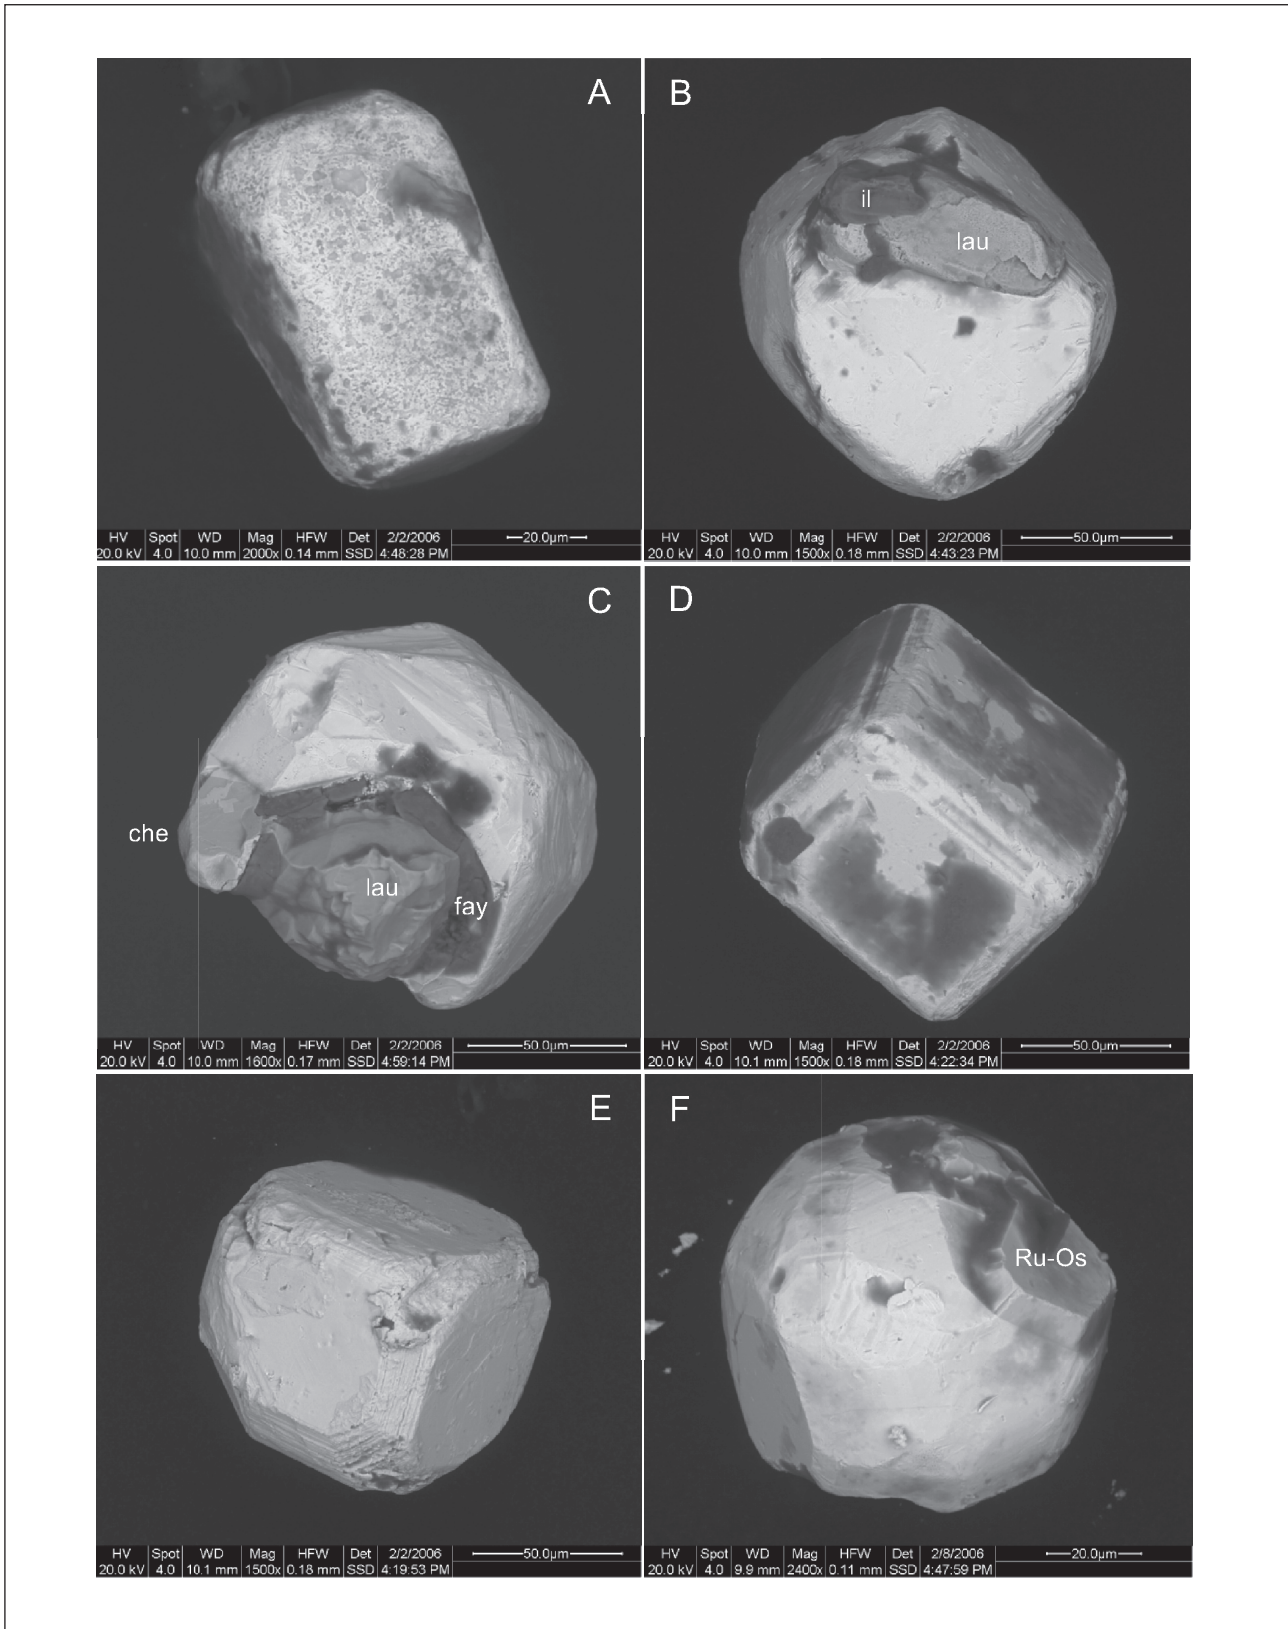 A
HV Spot WD Mag HFW Det 2/2/2006 20.0µm
20.0 kV 4.0 10.0 mm 2000x 0.14 mm SSD 4:48:28 PM
B
il
lau
HV Spot WD Mag HFW Det 2/2/2006 50.0µm
20.0 kV 4.0 10.0 mm 1500x 0.18 mm SSD 4:43:23 PM
C
che
lau
fay
HV Spot WD Mag HFW Det 2/2/2006 50.0µm
20.0 kV 4.0 10.0 mm 1600x 0.17 mm SSD 4:59:14 PM
D
HV Spot WD Mag HFW Det 2/2/2006 50.0µm
20.0 kV 4.0 10.1 mm 1500x 0.18 mm SSD 4:22:34 PM
E
HV Spot WD Mag HFW Det 2/2/2006 50.0µm
20.0 kV 4.0 10.1 mm 1500x 0.18 mm SSD 4:19:53 PM
F
Ru-Os
HV Spot WD Mag HFW Det 2/8/2006 20.0µm
20.0 kV 4.0 9.9 mm 2400x 0.11 mm SSD 4:47:59 PM